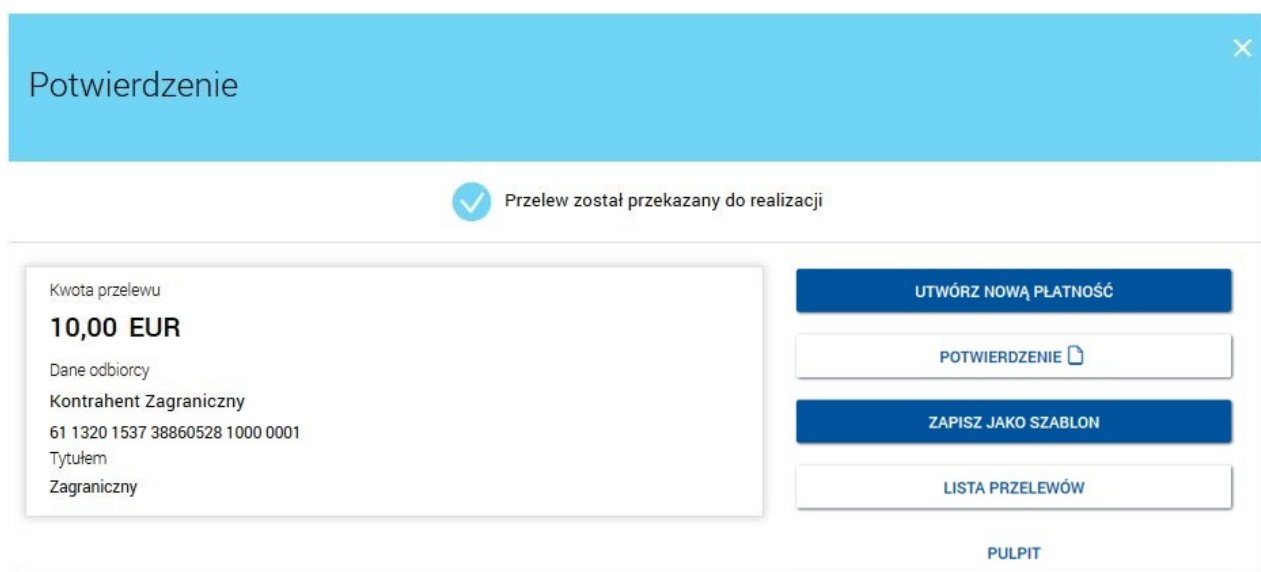 Potwierdzenie
Przelew został przekazany do realizacji
Kwota przelewu
10,00 EUR
Dane odbiorcy
Kontrahent Zagraniczny
61 1320 1537 38860528 1000 0001
Tytułem
Zagraniczny
UTWÓRZ NOWĄ PŁATNOŚĆ
POTWIERDZENIE
ZAPISZ JAKO SZABLON
LISTA PRZELEWÓW
PULPIT